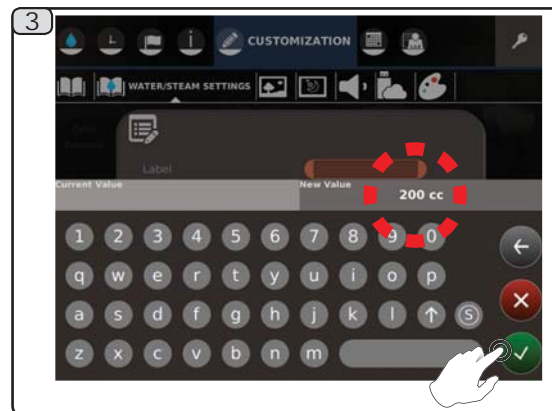 3
CUSTOMIZATION
WATER/STEAM SETTINGS
Label
Current Value
New Value
200 cc
1 2 3 4 5 6 7 8 9 0
q w e r t y u i o p
a s d f g h j k l S
z x c v b n m